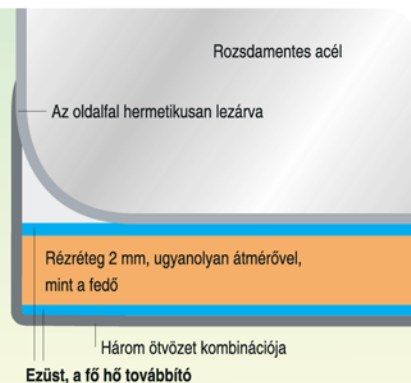 Rozsdamentes acél
Az oldalfal hermetikusan lezárva
Rézréteg 2 mm, ugyanolyan átmérővel,
mint a fedő
Három ötvözet kombinációja
Ezüst, a fő hő továbbító